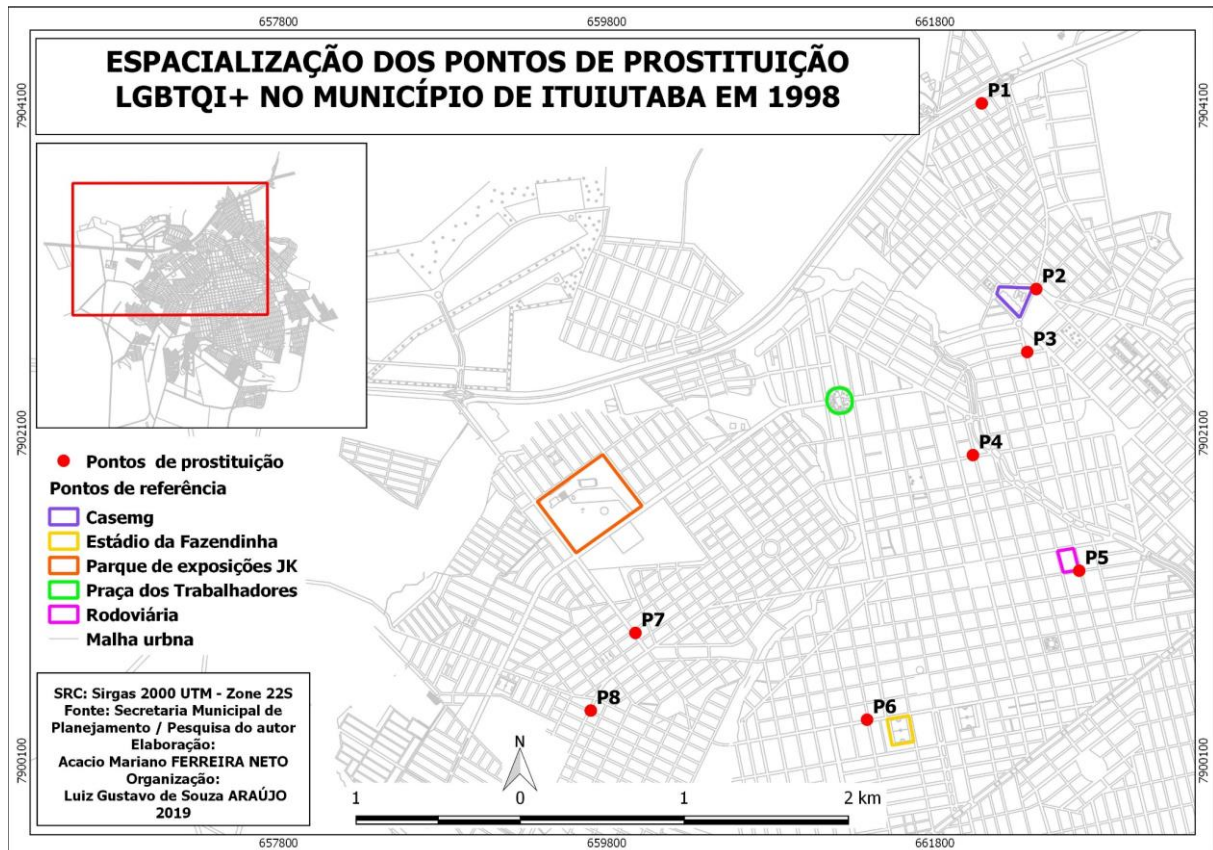 657800 659800 661800
ESPACIALIZAÇÃO DOS PONTOS DE PROSTITUIÇÃO
LGBTQI+ NO MUNICÍPIO DE ITUIUTABA EM 1998
7904100
7904100
P1
P2
P3
7902100
7902100
P4
Pontos de prostituição
Pontos de referência
Casemg
Estádio da Fazendinha
Parque de exposições JK
Praça dos Trabalhadores
Rodoviária
Malha urbna
P5
P7
P8
P6
SRC: Sirgas 2000 UTM - Zone 22S
Fonte: Secretaria Municipal de
Planejamento / Pesquisa do autor
Elaboração:
Acacio Mariano FERREIRA NETO
Organização:
Luiz Gustavo de Souza ARAÚJO
2019
7900100
7900100
N
1 0 1 2 km
657800 659800 661800